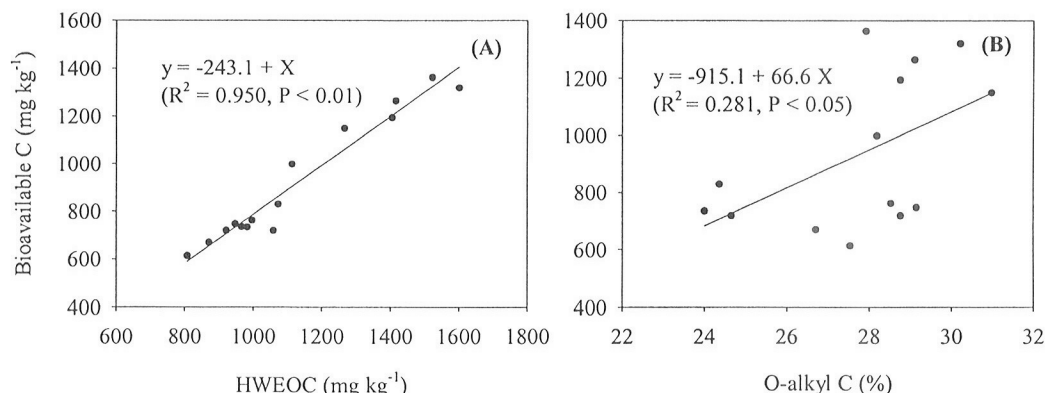 1600
1400
1200
1000
800
600
400
Bioavailable C (mg kg⁻¹)
(A)
y = -243.1 + X
(R² = 0.950, P < 0.01)
600 800 1000 1200 1400 1600 1800
HWEOC (mg kg⁻¹)
1400
1200
1000
800
600
400
(B)
y = -915.1 + 66.6 X
(R² = 0.281, P < 0.05)
22 24 26 28 30 32
O-alkyl C (%)